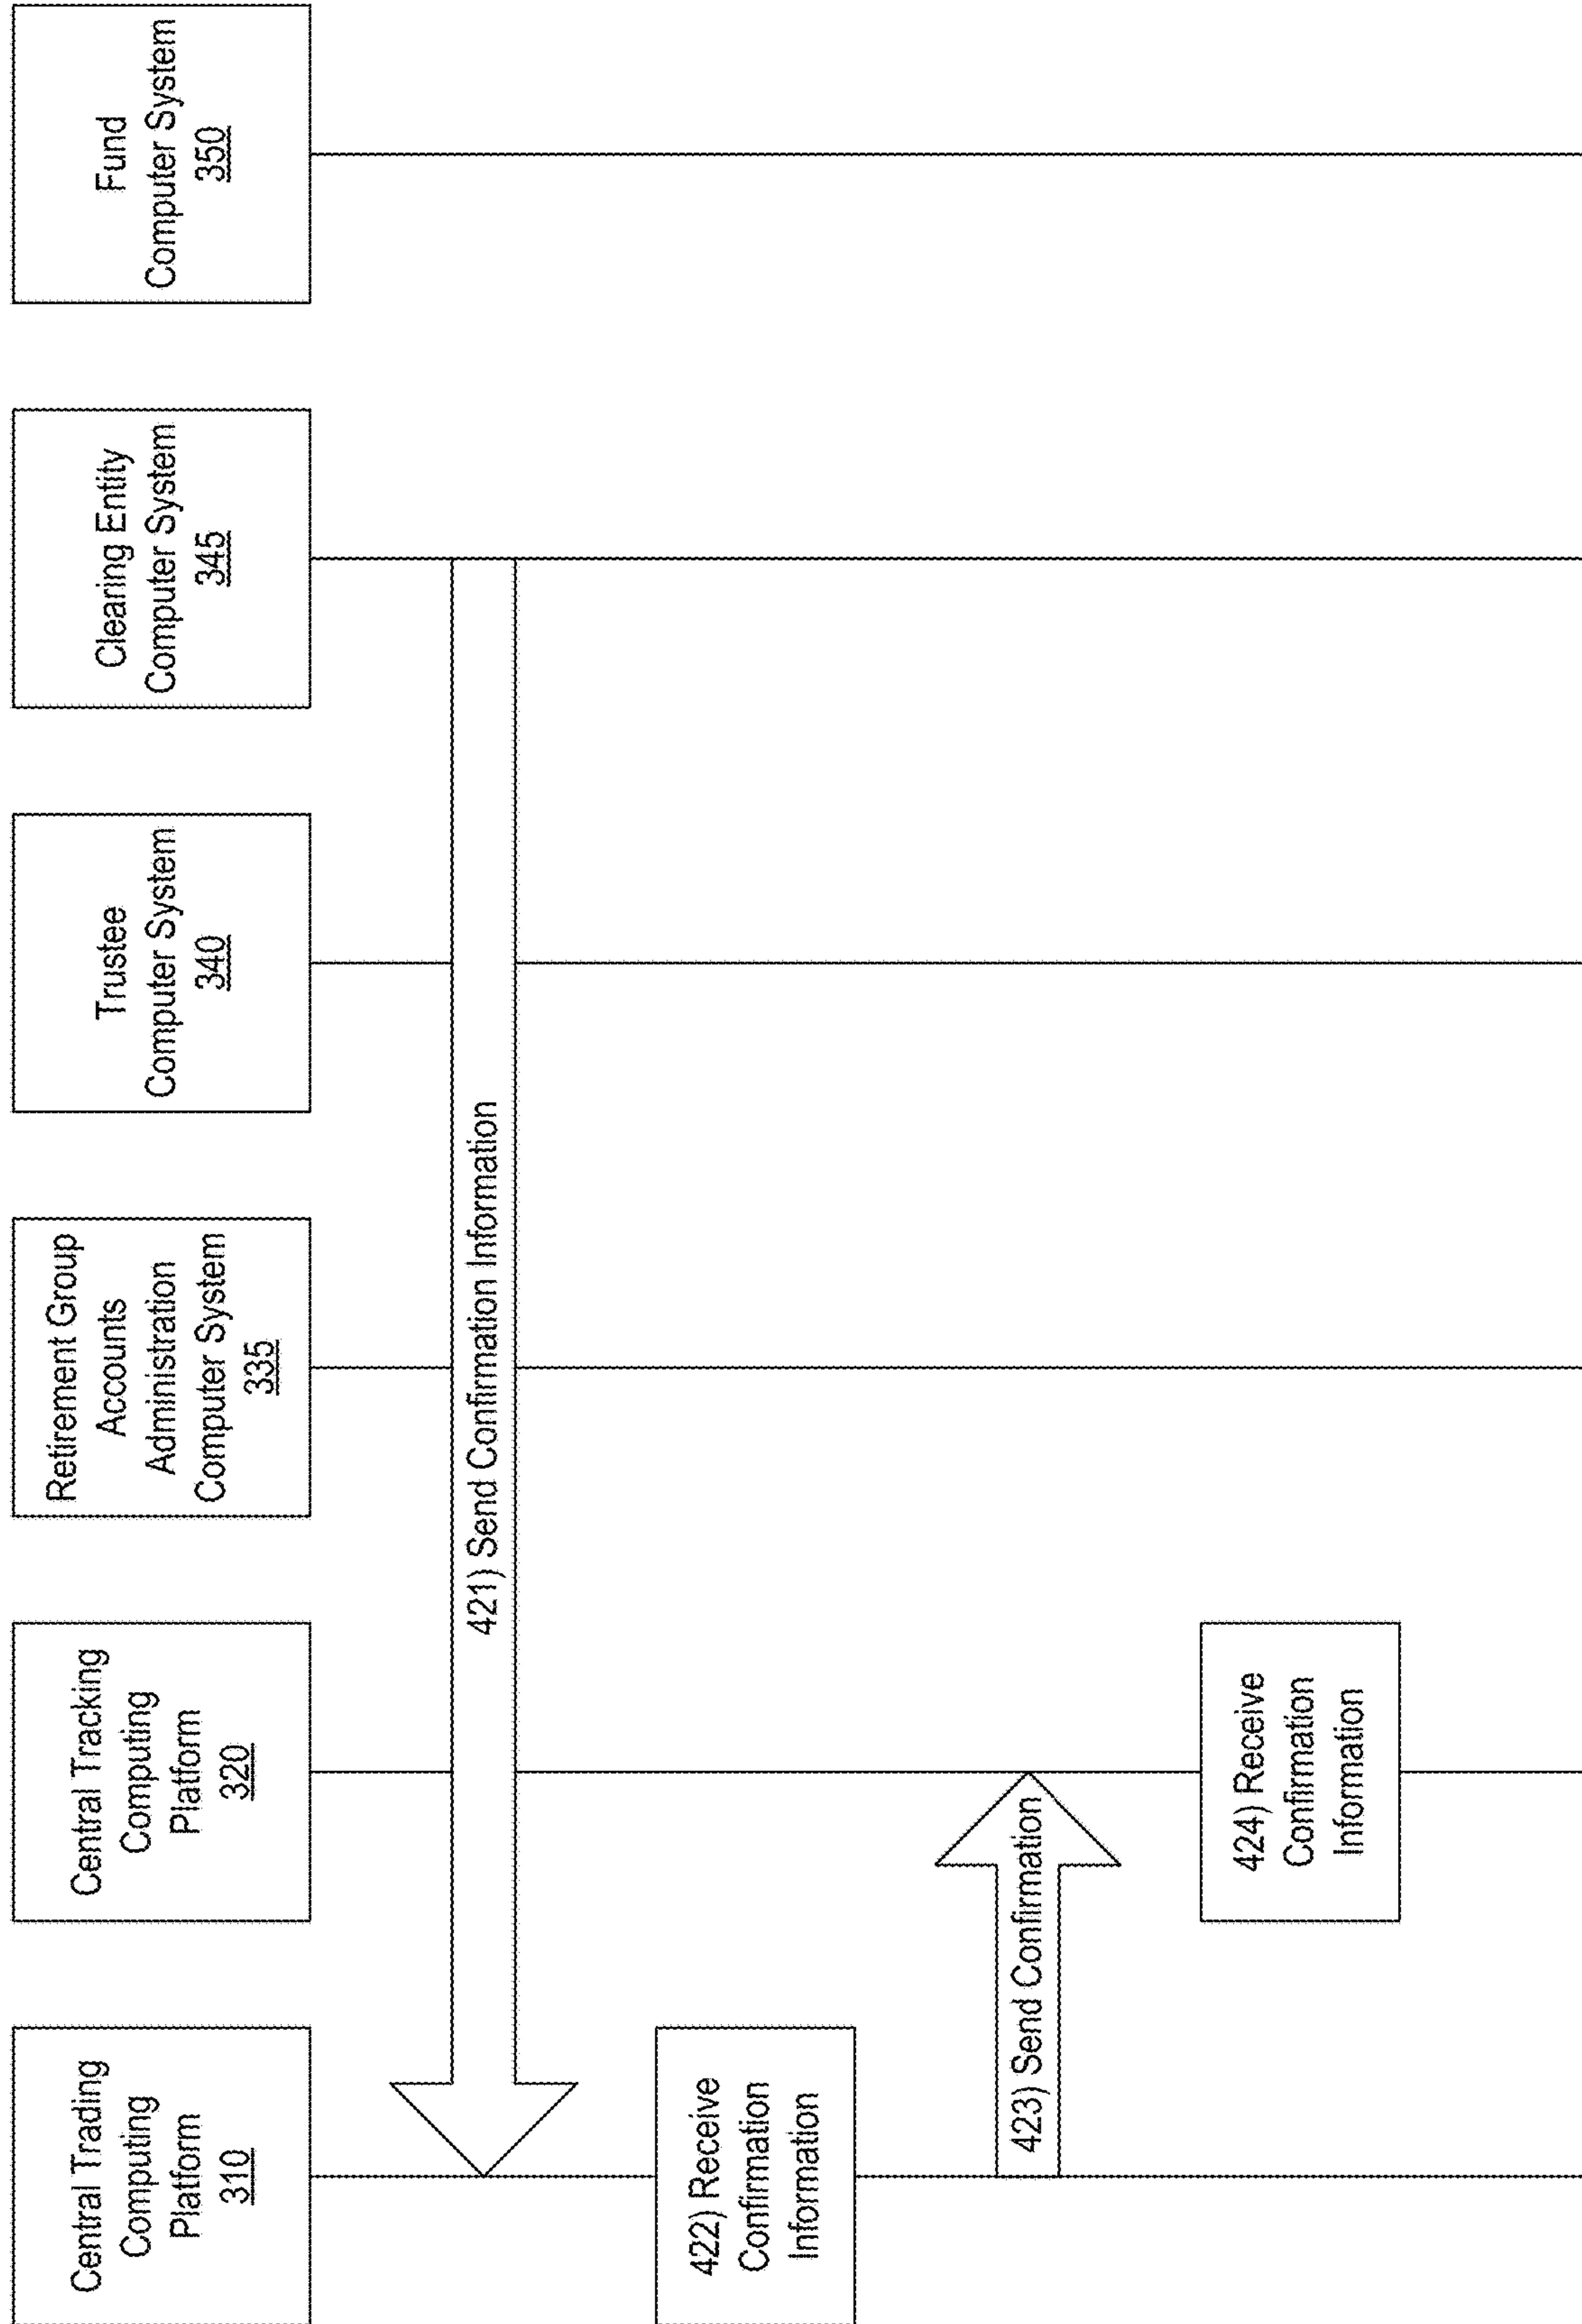 Central Trading
Computing
Platform
310
Central Tracking
Computing
Platform
320
Retirement Group
Accounts
Administration
Computer System
335
Trustee
Computer System
340
Clearing Entity
Computer System
345
Fund
Computer System
350
421) Send Confirmation Information
422) Receive
Confirmation
Information
423) Send Confirmation
424) Receive
Confirmation
Information